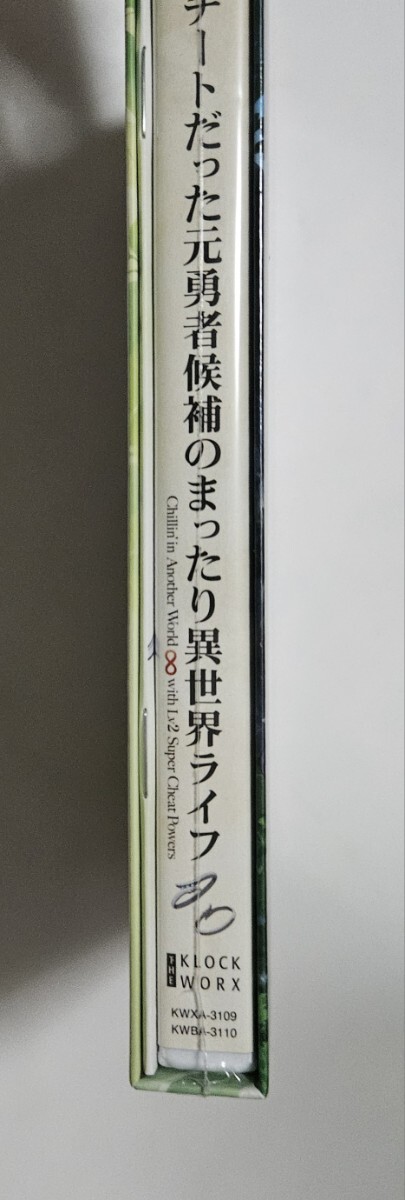 チートだった元勇者候補のまったり異世界ライフ
Chillin' in Another World ∞ with Lv2 Super Cheat Powers
THE KLOCK WORX
KWXA-3109
KWBA-3110